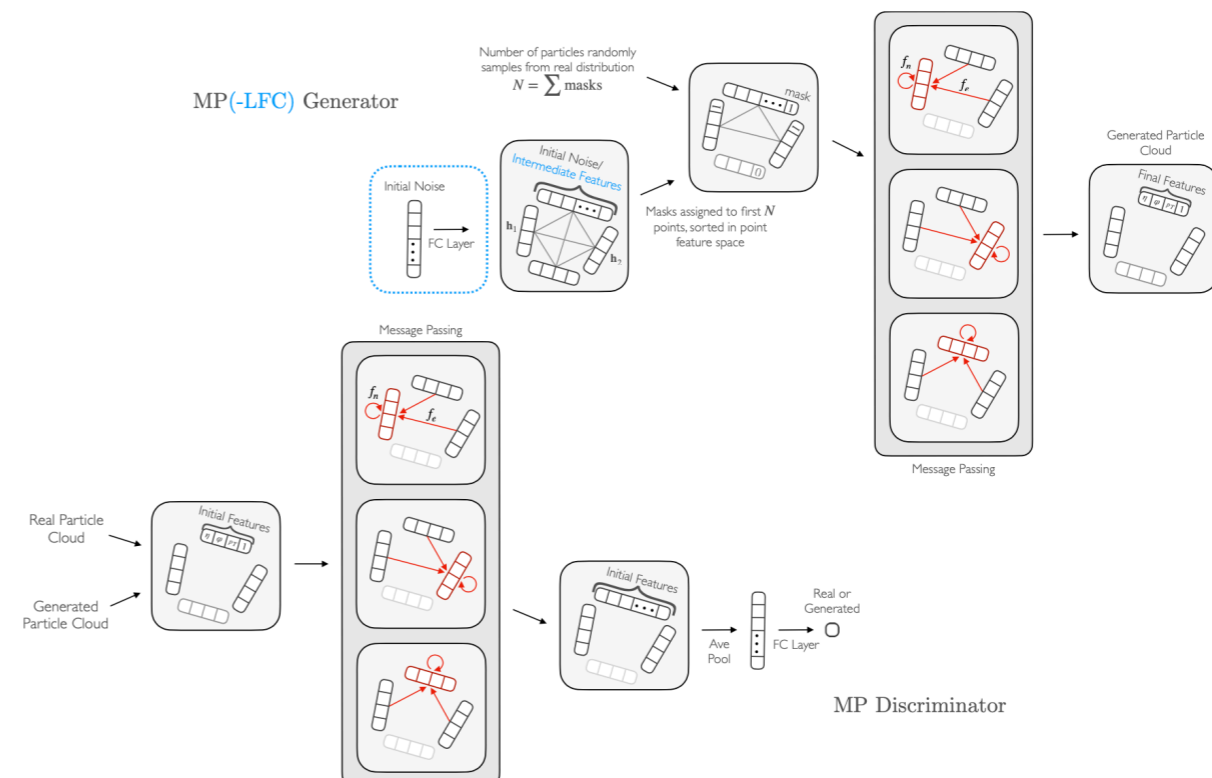 MP(-LFC) Generator
Number of particles randomly
samples from real distribution
N = ∑ masks
mask
1
0
Initial Noise
FC Layer
Initial Noise/
Intermediate Features
h₁
h₂
Masks assigned to first N
points, sorted in point
feature space
fₙ
fₑ
Message Passing
Generated Particle
Cloud
Final Features
η φ pT 1
Message Passing
fₙ
fₑ
Real Particle
Cloud
Generated
Particle Cloud
Initial Features
η φ pT 1
Initial Features
Ave
Pool
FC Layer
Real or
Generated
MP Discriminator